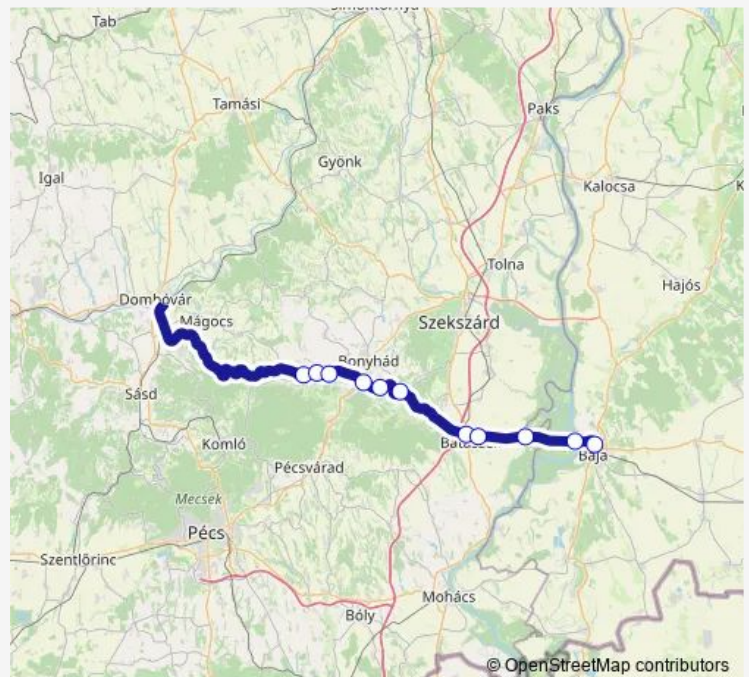 Tab
Tamási
Paks
Gyönk
Igal
Kalocsa
Tolna
Hajós
Dombóvár
Mágocs
Szekszárd
Bonyhád
Sásd
Komló
Baja
Pécsvárad
Mecsek
Pécs
Szentlőrinc
Mohács
Bóly
© OpenStreetMap contributors